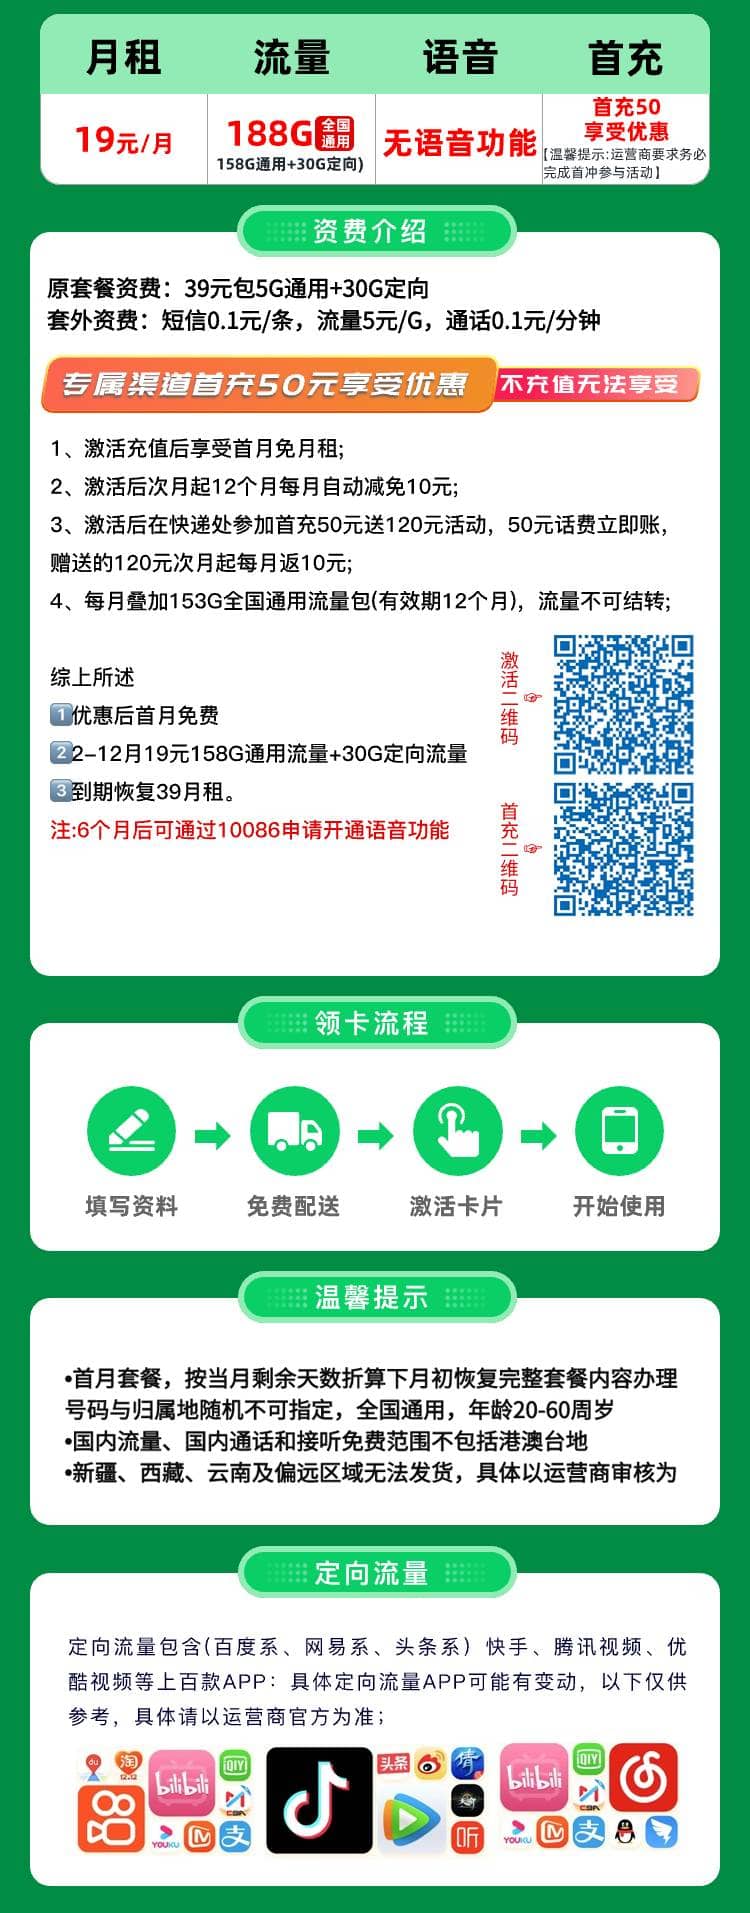 月租 流量 语音 首充
19元/月
188G全国通用
158G通用+30G定向)
无语音功能
首充50
享受优惠
【温馨提示:运营商要求务必
完成首冲参与活动】
资费介绍
原套餐资费：39元包5G通用+30G定向
套外资费：短信0.1元/条，流量5元/G，通话0.1元/分钟
专属渠道首充50元享受优惠 不充值无法享受
1、激活充值后享受首月免月租;
2、激活后次月起12个月每月自动减免10元;
3、激活后在快递处参加首充50元送120元活动，50元话费立即账，
赠送的120元次月起每月返10元;
4、每月叠加153G全国通用流量包(有效期12个月)，流量不可结转;
综上所述
1优惠后首月免费
22-12月19元158G通用流量+30G定向流量
3到期恢复39月租。
注:6个月后可通过10086申请开通语音功能
激活二维码
首充二维码
领卡流程
填写资料 免费配送 激活卡片 开始使用
温馨提示
•首月套餐，按当月剩余天数折算下月初恢复完整套餐内容办理
号码与归属地随机不可指定，全国通用，年龄20-60周岁
•国内流量、国内通话和接听免费范围不包括港澳台地
•新疆、西藏、云南及偏远区域无法发货，具体以运营商审核为
定向流量
定向流量包含(百度系、网易系、头条系）快手、腾讯视频、优
酷视频等上百款APP：具体定向流量APP可能有变动，以下仅供
参考，具体请以运营商官方为准；
du 淘 12.12 bilibili QIY CBA YOUKU 支
头条 倩 听
bilibili QIY CBA YOUKU 支